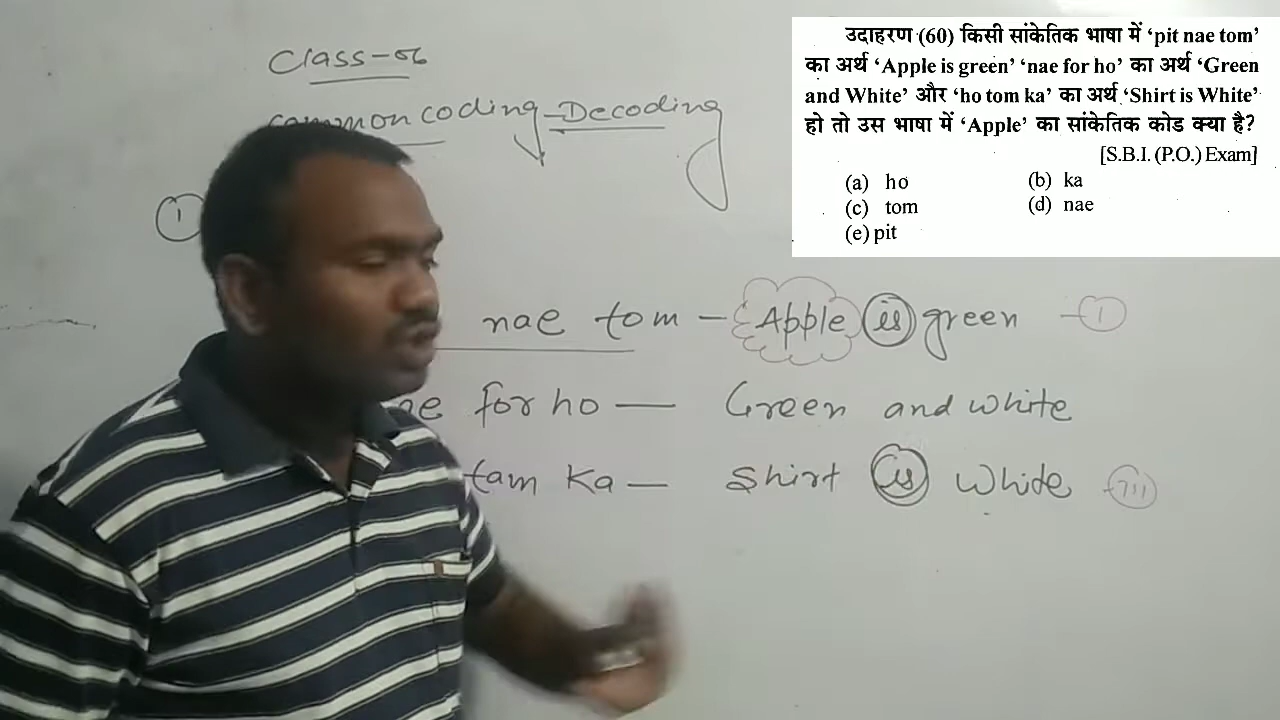 Class-06
common coding-Decoding
1
nae tom – Apple is green – I
for ho — Green and white
tam ka — Shirt is White – III
उदाहरण (60) किसी सांकेतिक भाषा में ‘pit nae tom’
का अर्थ ‘Apple is green’ ‘nae for ho’ का अर्थ ‘Green
and White’ और ‘ho tom ka’ का अर्थ ‘Shirt is White’
हो तो उस भाषा में ‘Apple’ का सांकेतिक कोड क्या है?
[S.B.I. (P.O.) Exam]
(a) ho (b) ka
(c) tom (d) nae
(e) pit